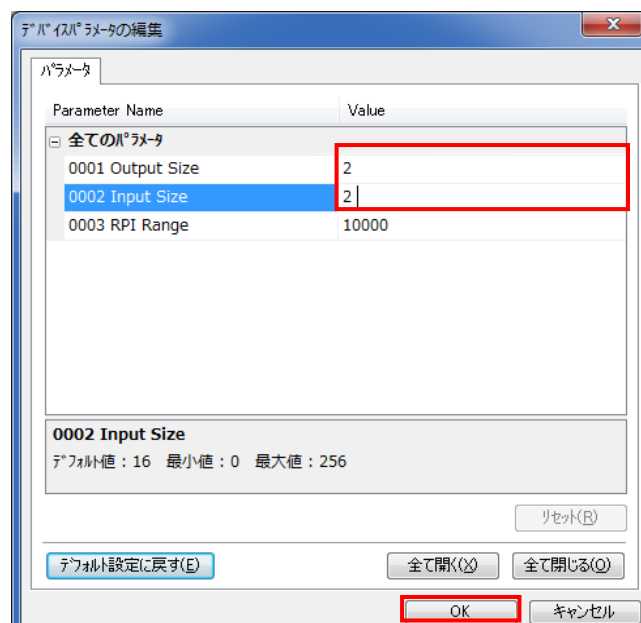 デバイスパラメータの編集
パラメータ
Parameter Name Value
全てのパラメータ
0001 Output Size 2
0002 Input Size 2
0003 RPI Range 10000
0002 Input Size
デフォルト値：16 最小値：0 最大値：256
リセット(R)
デフォルト設定に戻す(E) 全て開く(X) 全て閉じる(O)
OK キャンセル